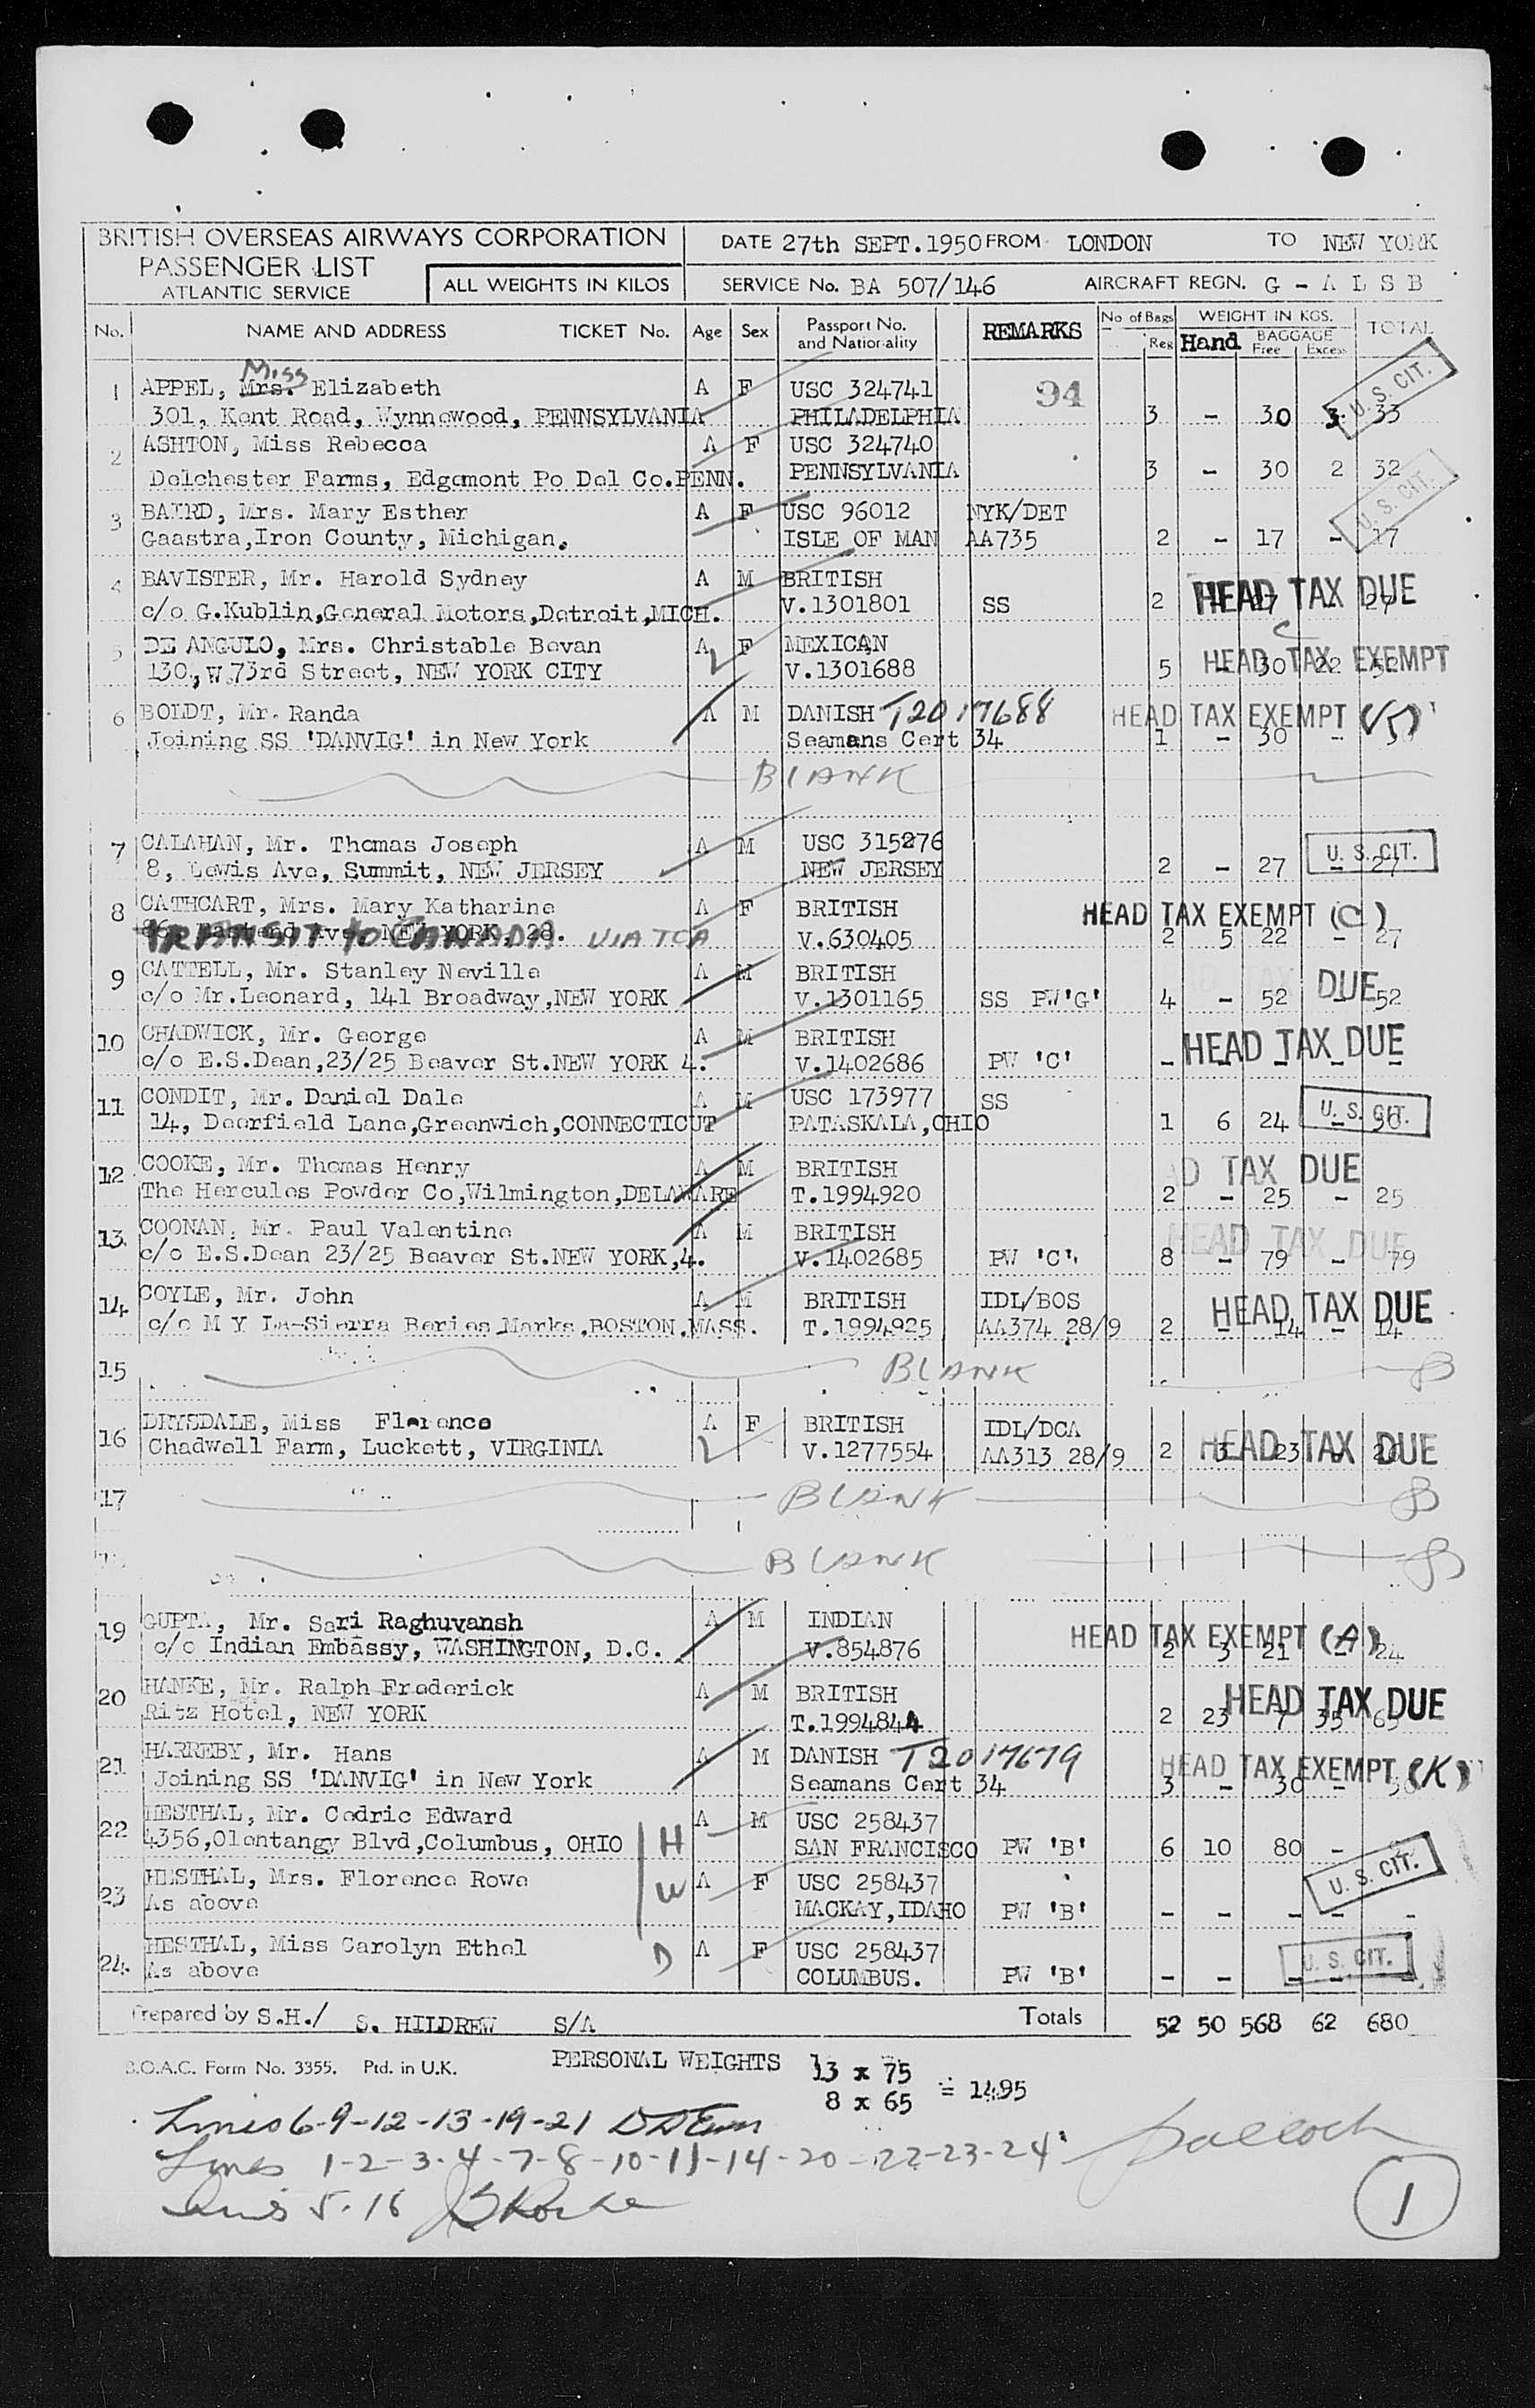 BRITISH OVERSEAS AIRWAYS CORPORATION
PASSENGER LIST
ATLANTIC SERVICE
ALL WEIGHTS IN KILOS
DATE 27th SEPT.1950 FROM LONDON TO NEW YORK
SERVICE No. BA 507/146 AIRCRAFT REGN. G - A L S B
No. NAME AND ADDRESS TICKET No. Age Sex Passport No. and Nationality REMARKS No of Bags Reg WEIGHT IN KGS. Hand BAGGAGE Free Excess TOTAL
Miss
1 APPEL, Mrs. Elizabeth A F USC 324741 94 U. S. CIT.
301, Kent Road, Wynnewood, PENNSYLVANIA PHILADELPHIA 3 - 30 3 33
2 ASHTON, Miss Rebecca A F USC 324740
Delchester Farms, Edgemont Po Del Co.PENN. PENNSYLVANIA 3 - 30 2 32
U. S. CIT.
3 BAIRD, Mrs. Mary Esther A F USC 96012 NYK/DET
Gaastra,Iron County, Michigan. ISLE OF MAN AA735 2 - 17 - 17
4 BAVISTER, Mr. Harold Sydney A M BRITISH HEAD TAX DUE
c/o G.Kublin,General Motors,Detroit,MICH. V.1301801 SS 2 - 27 - 27
5 DE ANGULO, Mrs. Christable Bevan A F MEXICAN HEAD TAX EXEMPT C
130, W.73rd Street, NEW YORK CITY V.1301688 5 - 30 22 52
6 BOLDT, Mr. Randa A M DANISH T2017688 HEAD TAX EXEMPT
Joining SS 'DANVIG' in New York Seamans Cert 34 1 - 30 - 30
BLANK
7 CALAHAN, Mr. Thomas Joseph A M USC 315276 U. S. CIT.
8, Lewis Ave, Summit, NEW JERSEY NEW JERSEY 2 - 27 - 27
8 CATHCART, Mrs. Mary Katharine A F BRITISH HEAD TAX EXEMPT (C)
TRANSIT TO CANADA VIA TCA V.630405 2 5 22 - 27
9 CATTELL, Mr. Stanley Neville A M BRITISH DUE
c/o Mr.Leonard, 141 Broadway,NEW YORK V.1301165 SS PW'G' 4 - 52 - 52
10 CHADWICK, Mr. George A M BRITISH HEAD TAX DUE
c/o E.S.Dean,23/25 Beaver St.NEW YORK 4. V.1402686 PW 'C' - - - - -
11 CONDIT, Mr. Daniel Dale A M USC 173977 SS U. S. CIT.
14, Deerfield Lane,Greenwich,CONNECTICUT PATASKALA,OHIO 1 6 24 - 30
12 COOKE, Mr. Thomas Henry A M BRITISH TAX DUE
The Hercules Powder Co,Wilmington,DELAWARE T.1994920 2 - 25 - 25
13 COONAN, Mr. Paul Valentine A M BRITISH HEAD TAX DUE
c/o E.S.Dean 23/25 Beaver St.NEW YORK,4. V.1402685 PW 'C' 8 - 79 - 79
14 COYLE, Mr. John A M BRITISH IDL/BOS HEAD TAX DUE
c/o M Y La-Sierra Beries Marks,BOSTON,MASS. T.1994925 AA374 28/9 2 - 14 - 14
15 BLANK B
16 DRYSDALE, Miss Florence A F BRITISH IDL/DCA HEAD TAX DUE
Chadwell Farm, Luckett, VIRGINIA V.1277554 AA313 28/9 2 3 23 - 26
17 BLANK B
BLANK B
19 GUPTA, Mr. Sari Raghuvansh A M INDIAN HEAD TAX EXEMPT (A)
c/o Indian Embassy, WASHINGTON, D.C. V.854876 2 3 21 - 24
20 HANKE, Mr. Ralph Frederick A M BRITISH HEAD TAX DUE
Ritz Hotel, NEW YORK T.1994844 2 23 7 35 65
21 HARREBY, Mr. Hans A M DANISH T2017679 HEAD TAX EXEMPT (K)
Joining SS 'DANVIG' in New York Seamans Cert 34 3 - 30 - 30
22 HESTHAL, Mr. Cedric Edward A M USC 258437
4356,Olentangy Blvd,Columbus, OHIO H SAN FRANCISCO PW 'B' 6 10 80 -
23 HESTHAL, Mrs. Florence Rowe W A F USC 258437 U. S. CIT.
As above MACKAY,IDAHO PW 'B' - - - - -
24. HESTHAL, Miss Carolyn Ethel D A F USC 258437 U. S. CIT.
As above COLUMBUS. PW 'B' - - - - -
Prepared by S.H./ S. HILDREW S/A Totals 52 50 568 62 680
B.O.A.C. Form No. 3355. Ptd. in U.K. PERSONAL WEIGHTS 13 x 75
8 x 65 = 1495
Lines 6-9-12-13-19-21
Lines 1-2-3-4-7-8-10-11-14-20-22-23-24
Lines 5-16
1